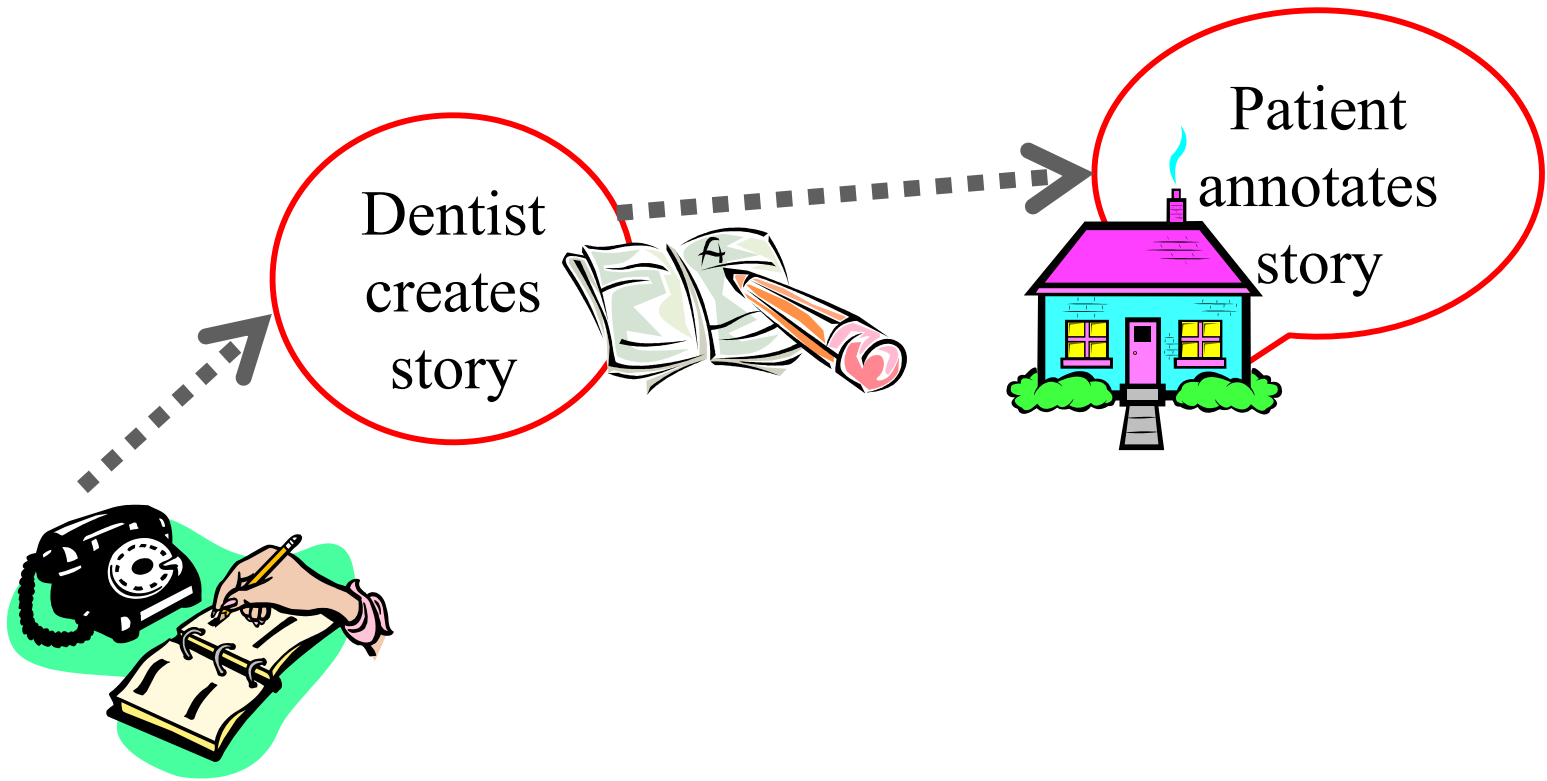 Dentist
creates
story
Patient
annotates
story
A